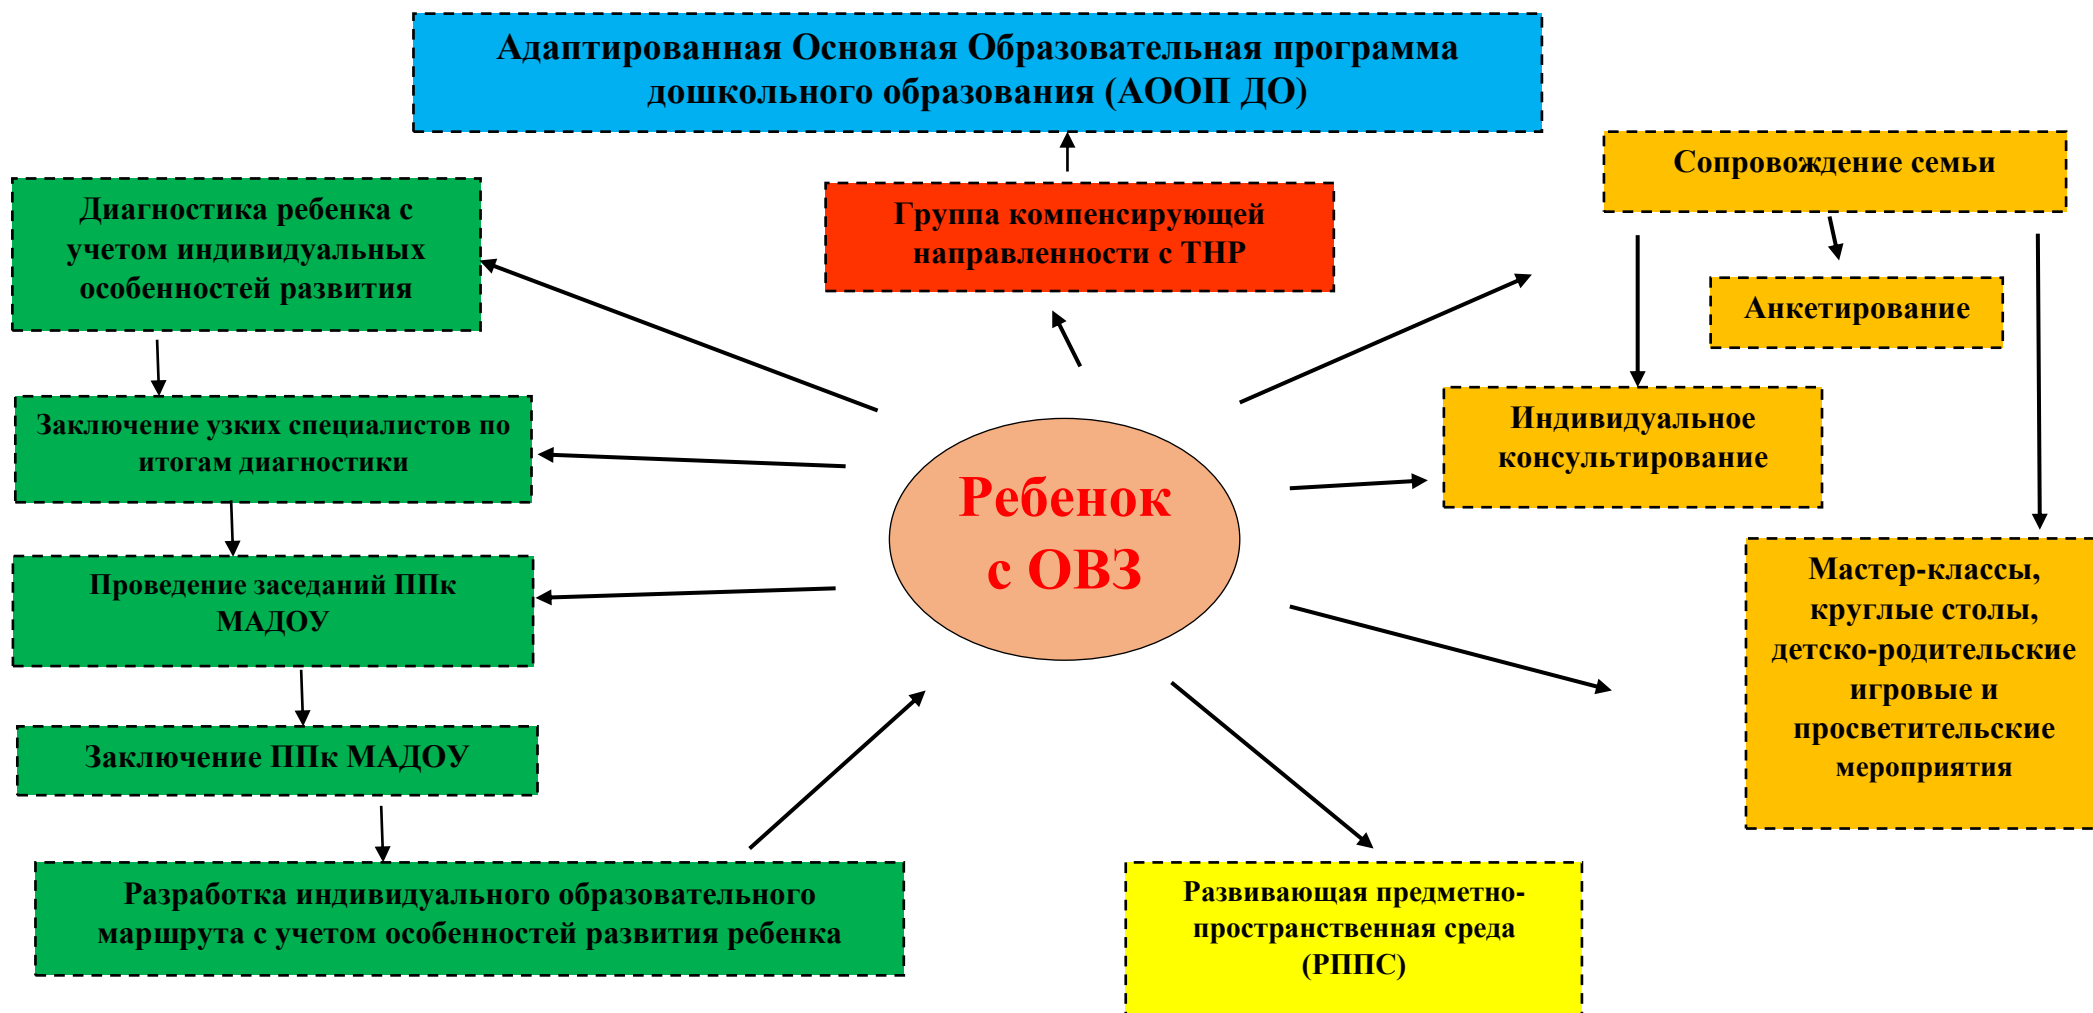 Адаптированная Основная Образовательная программа
дошкольного образования (АООП ДО)
Сопровождение семьи
Диагностика ребенка с
учетом индивидуальных
особенностей развития
Группа компенсирующей
направленности с ТНР
Анкетирование
Заключение узких специалистов по
итогам диагностики
Индивидуальное
консультирование
Ребенок
с ОВЗ
Проведение заседаний ППк
МАДОУ
Мастер-классы,
круглые столы,
детско-родительские
игровые и
просветительские
мероприятия
Заключение ППк МАДОУ
Разработка индивидуального образовательного
маршрута с учетом особенностей развития ребенка
Развивающая предметно-
пространственная среда
(РППС)